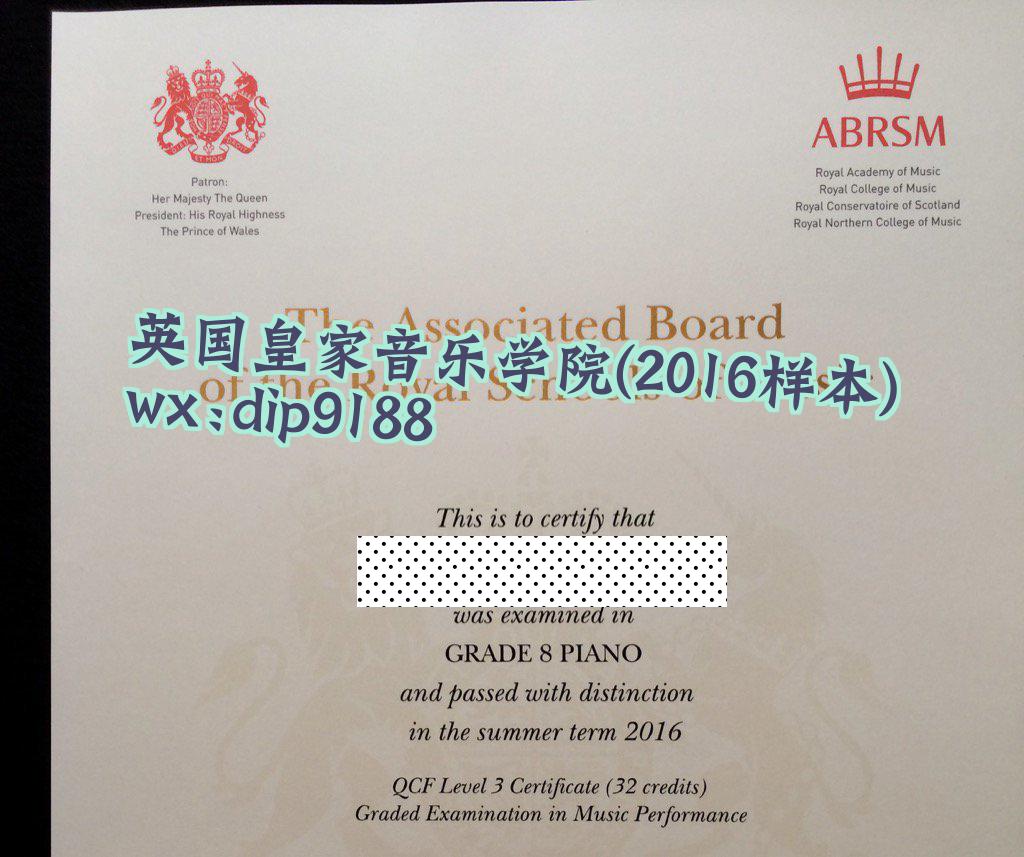 ABRSM
Patron:
Her Majesty The Queen
President: His Royal Highness
The Prince of Wales
Royal Academy of Music
Royal College of Music
Royal Conservatoire of Scotland
Royal Northern College of Music
The Associated Board
of the Royal
英国皇家音乐学院(2016样本)
wx:dip9188
This is to certify that
was examined in
GRADE 8 PIANO
and passed with distinction
in the summer term 2016
QCF Level 3 Certificate (32 credits)
Graded Examination in Music Performance